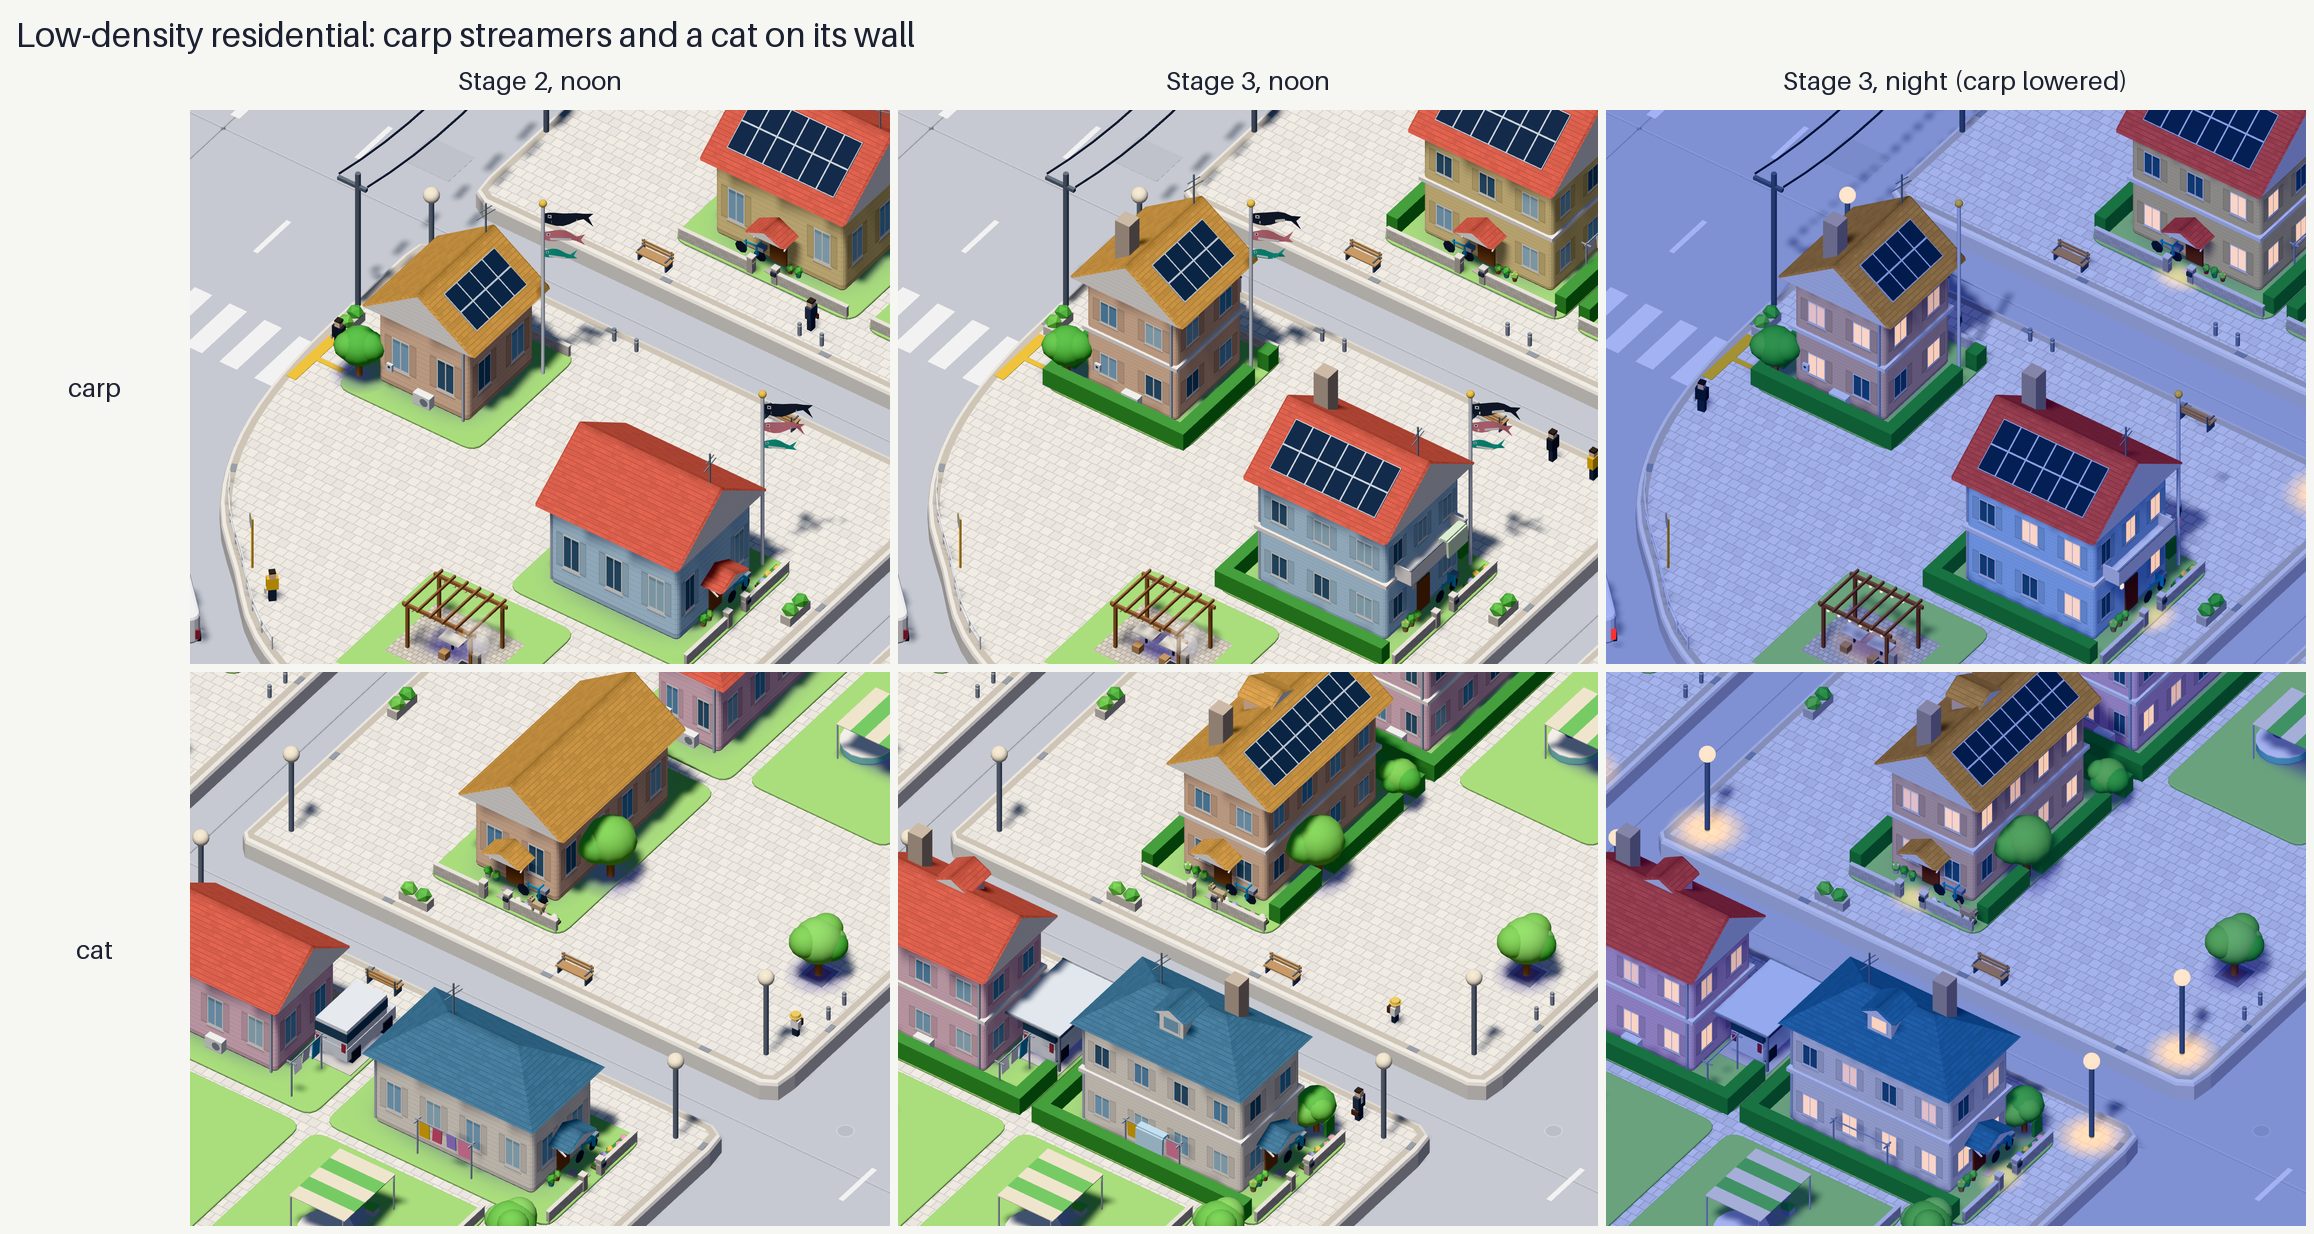 Low-density residential: carp streamers and a cat on its wall
Stage 2, noon
Stage 3, noon
Stage 3, night (carp lowered)
carp
cat